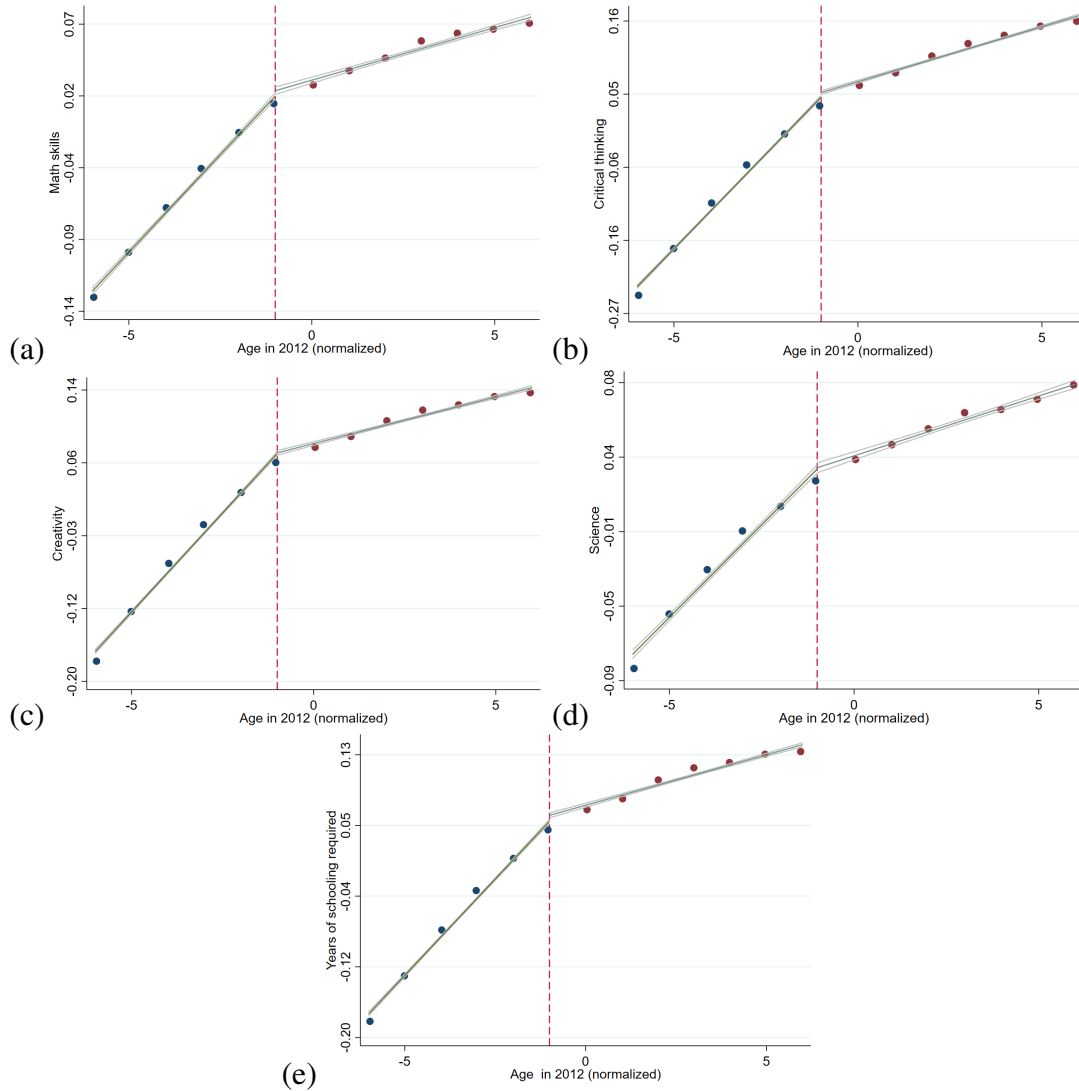 Math skills
0.07
0.02
-0.04
-0.09
-0.14
-5
0
5
Age in 2012 (normalized)
(a)
Critical thinking
0.16
0.05
-0.06
-0.16
-0.27
-5
0
5
Age in 2012 (normalized)
(b)
Creativity
0.14
0.06
-0.03
-0.12
-0.20
-5
0
5
Age in 2012 (normalized)
(c)
Science
0.08
0.04
-0.01
-0.05
-0.09
-5
0
5
Age in 2012 (normalized)
(d)
Years of schooling required
0.13
0.05
-0.04
-0.12
-0.20
-5
0
5
Age in 2012 (normalized)
(e)